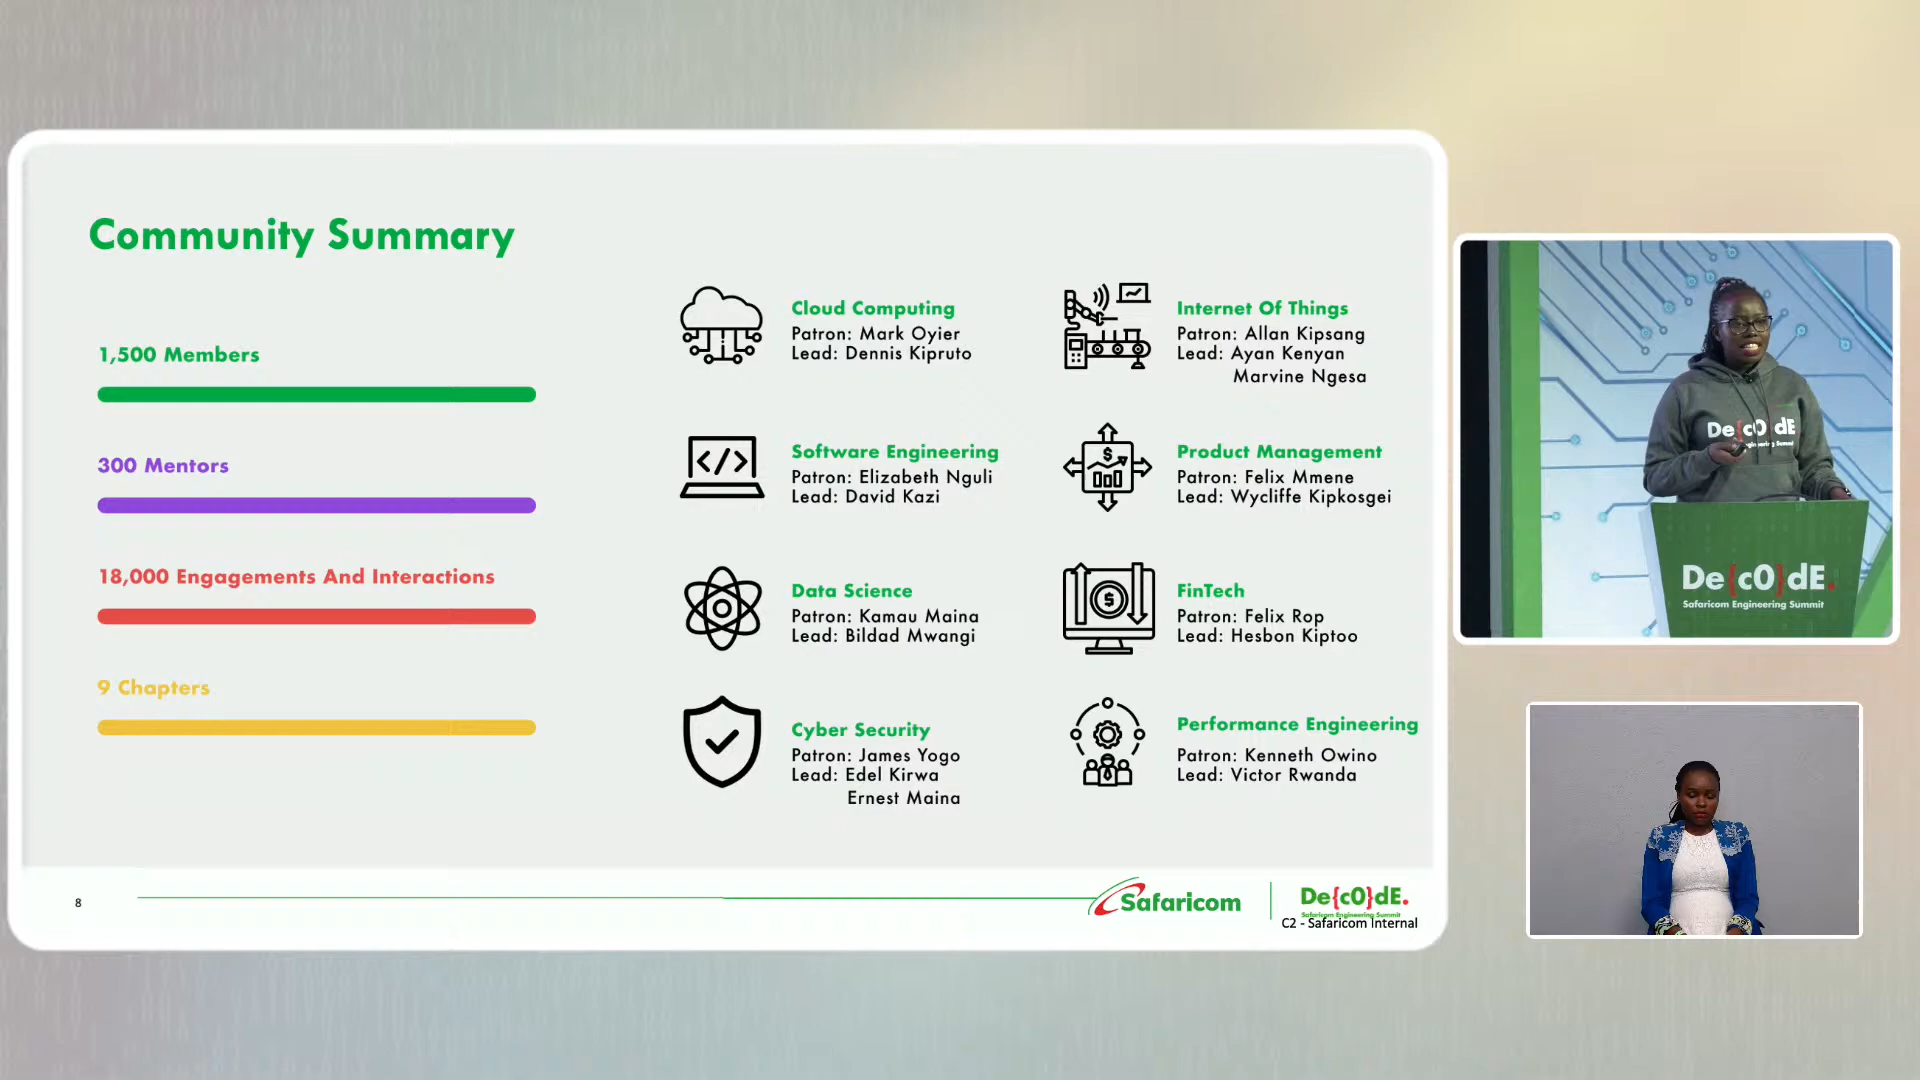 Community Summary
1,500 Members
300 Mentors
18,000 Engagements And Interactions
9 Chapters
Cloud Computing
Patron: Mark Oyier
Lead: Dennis Kipruto
Software Engineering
Patron: Elizabeth Nguli
Lead: David Kazi
Data Science
Patron: Kamau Maina
Lead: Bildad Mwangi
Cyber Security
Patron: James Yogo
Lead: Edel Kirwa
Ernest Maina
Internet Of Things
Patron: Allan Kipsang
Lead: Ayan Kenyan
Marvine Ngesa
Product Management
Patron: Felix Mmene
Lead: Wycliffe Kipkosgei
FinTech
Patron: Felix Rop
Lead: Hesbon Kiptoo
Performance Engineering
Patron: Kenneth Owino
Lead: Victor Rwanda
8
Safaricom
De{c0}dE.
Safaricom Engineering Summit
C2 - Safaricom Internal
De{c0}dE
Summit
De{c0}dE.
Safaricom Engineering Summit